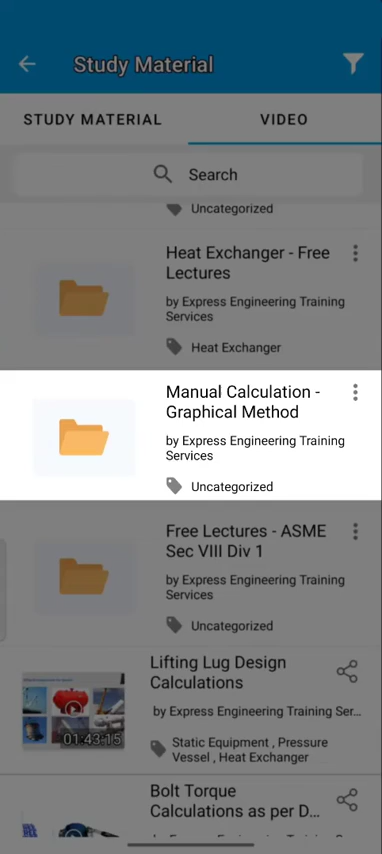 Study Material
STUDY MATERIAL
VIDEO
Search
Uncategorized
Heat Exchanger - Free
Lectures
by Express Engineering Training
Services
Heat Exchanger
Manual Calculation -
Graphical Method
by Express Engineering Training
Services
Uncategorized
Free Lectures - ASME
Sec VIII Div 1
by Express Engineering Training
Services
Uncategorized
Lifting Lug Design
Calculations
by Express Engineering Training Ser...
01:43:15
Static Equipment , Pressure
Vessel , Heat Exchanger
Bolt Torque
Calculations as per D...